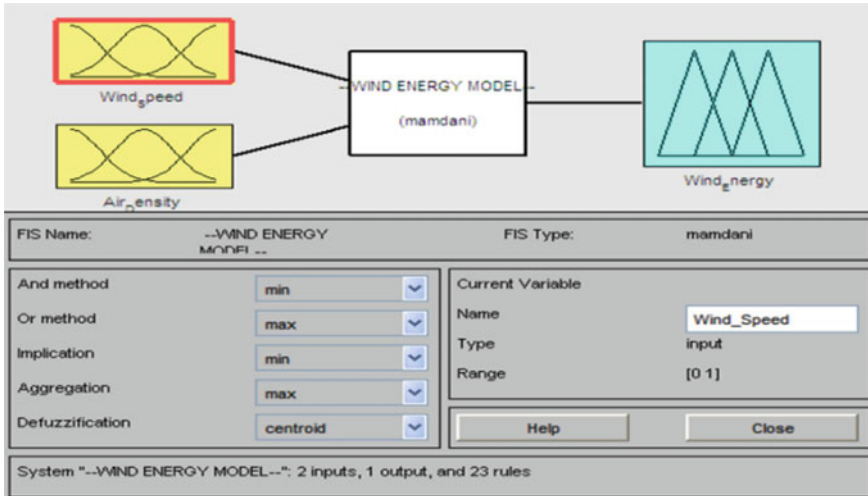 --WIND ENERGY MODEL--
(mamdani)
Wind_Speed
Air_Density
Wind_Energy
FIS Name:
--WIND ENERGY
MODEL--
FIS Type:
mamdani
And method
min
Or method
max
Implication
min
Aggregation
max
Defuzzification
centroid
Current Variable
Name
Wind_Speed
Type
input
Range
[0 1]
Help
Close
System "--WIND ENERGY MODEL--": 2 inputs, 1 output, and 23 rules